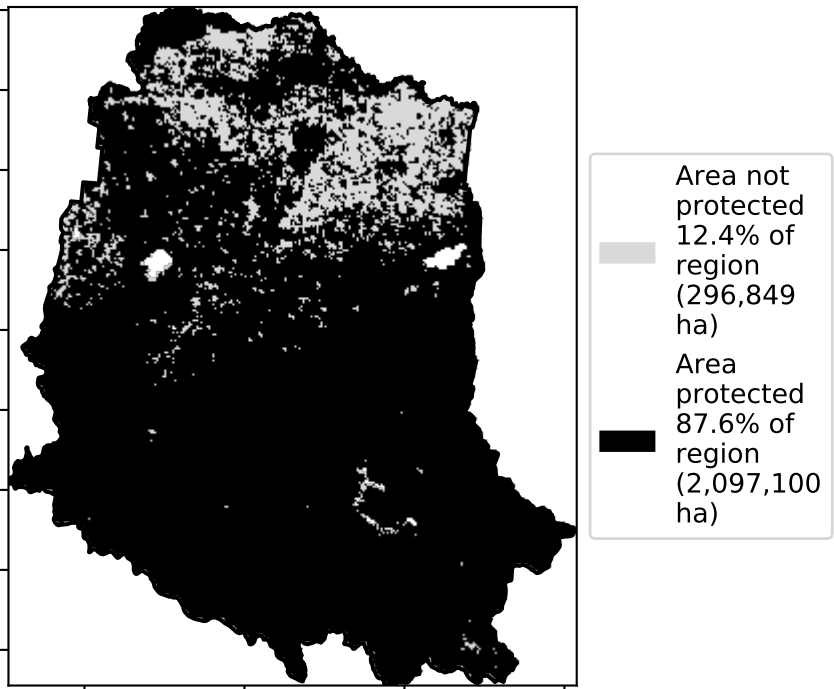 Area not
protected
12.4% of
region
(296,849
ha)
Area
protected
87.6% of
region
(2,097,100
ha)